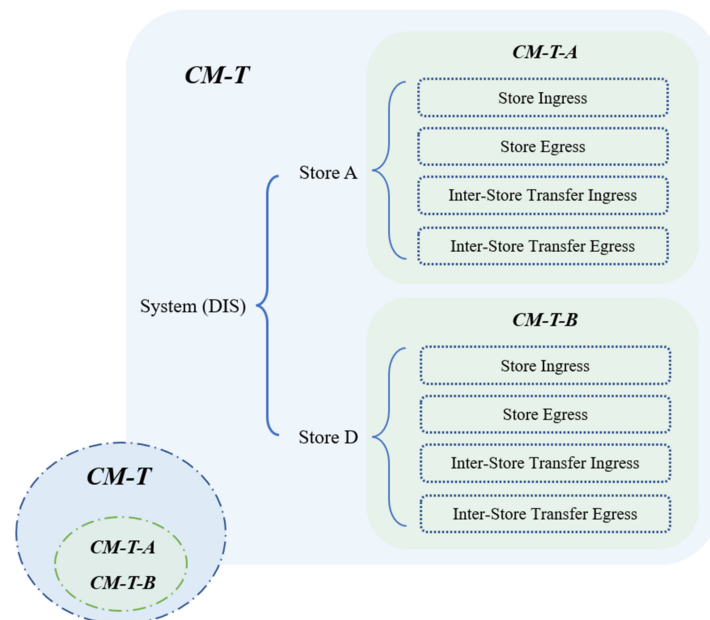 CM-T
CM-T-A
Store Ingress
Store Egress
Store A
Inter-Store Transfer Ingress
Inter-Store Transfer Egress
System (DIS)
CM-T-B
Store Ingress
Store Egress
Store D
Inter-Store Transfer Ingress
Inter-Store Transfer Egress
CM-T
CM-T-A
CM-T-B